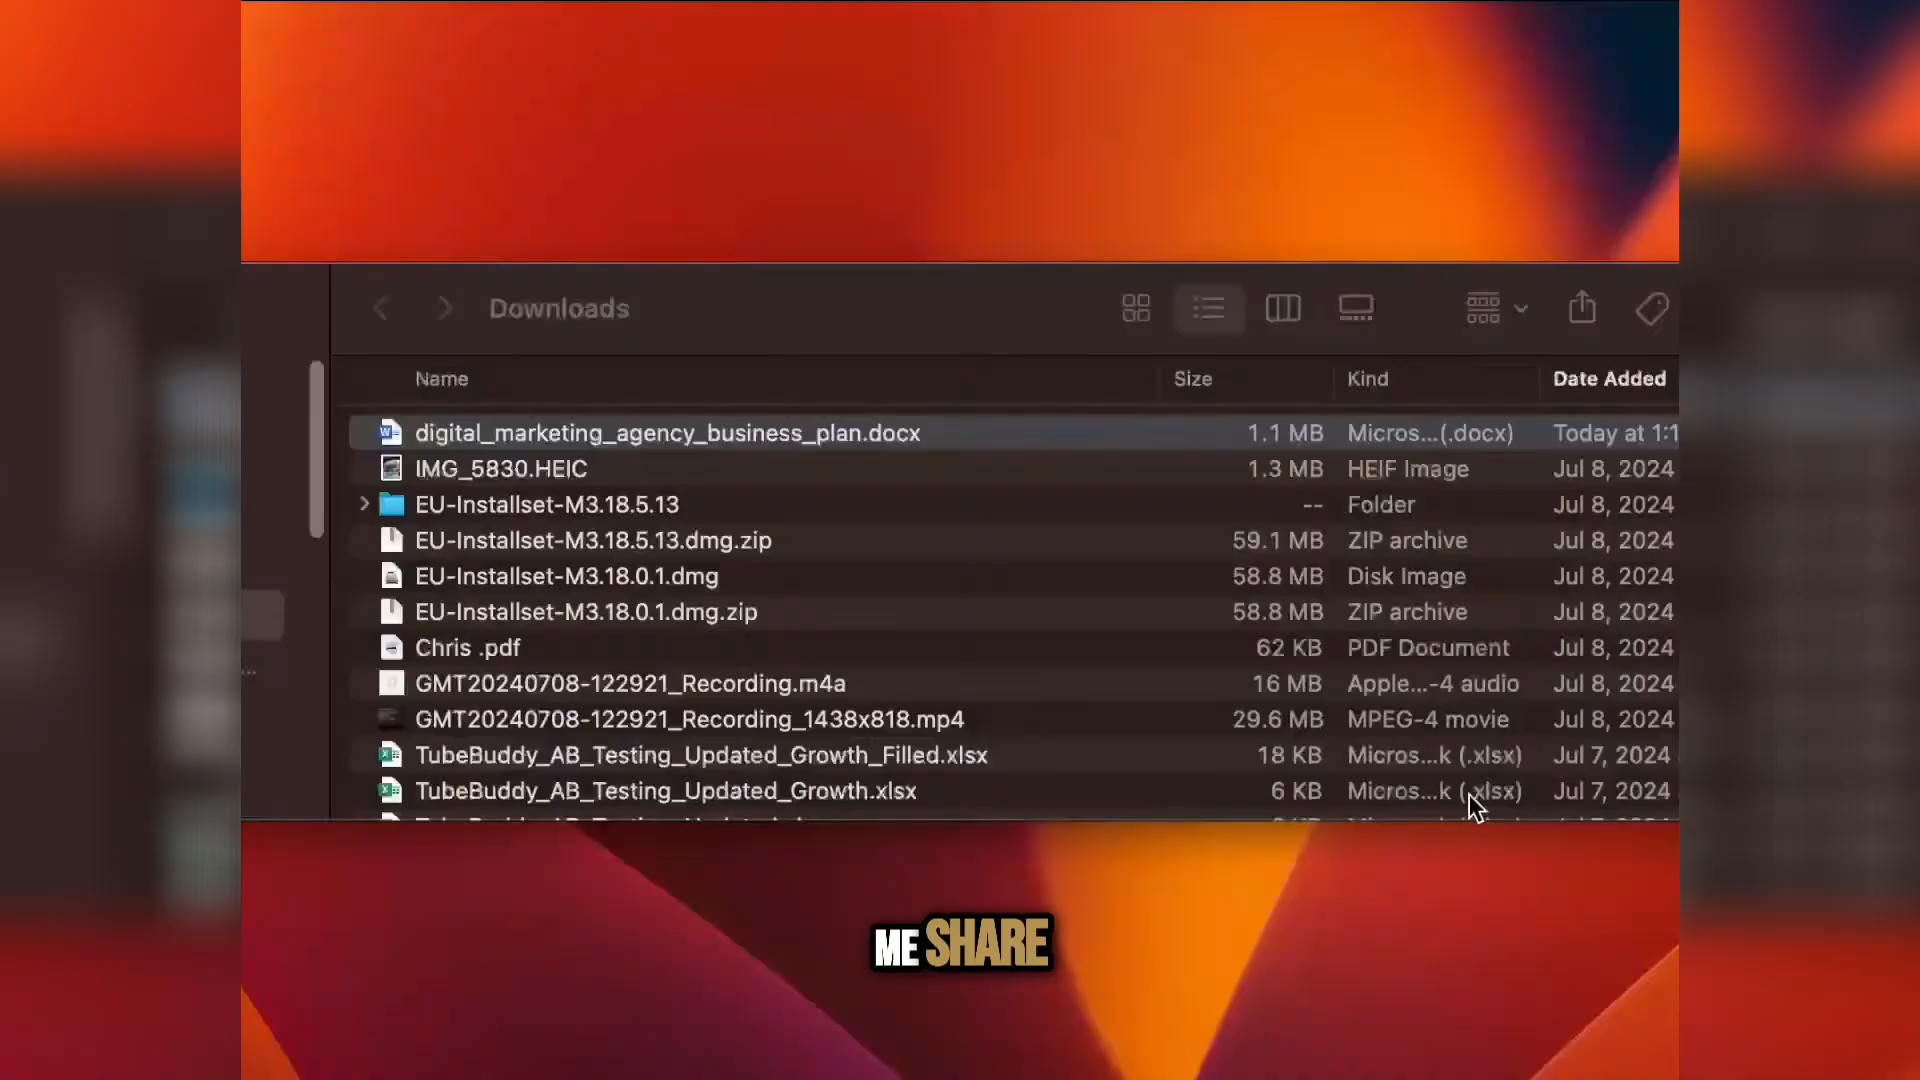 Downloads
Name Size Kind Date Added
digital_marketing_agency_business_plan.docx 1.1 MB Micros...(.docx) Today at 1:1
IMG_5830.HEIC 1.3 MB HEIF Image Jul 8, 2024
EU-Installset-M3.18.5.13 -- Folder Jul 8, 2024
EU-Installset-M3.18.5.13.dmg.zip 59.1 MB ZIP archive Jul 8, 2024
EU-Installset-M3.18.0.1.dmg 58.8 MB Disk Image Jul 8, 2024
EU-Installset-M3.18.0.1.dmg.zip 58.8 MB ZIP archive Jul 8, 2024
Chris .pdf 62 KB PDF Document Jul 8, 2024
GMT20240708-122921_Recording.m4a 16 MB Apple...-4 audio Jul 8, 2024
GMT20240708-122921_Recording_1438x818.mp4 29.6 MB MPEG-4 movie Jul 8, 2024
TubeBuddy_AB_Testing_Updated_Growth_Filled.xlsx 18 KB Micros...k (.xlsx) Jul 7, 2024
TubeBuddy_AB_Testing_Updated_Growth.xlsx 6 KB Micros...k (.xlsx) Jul 7, 2024
ME SHARE